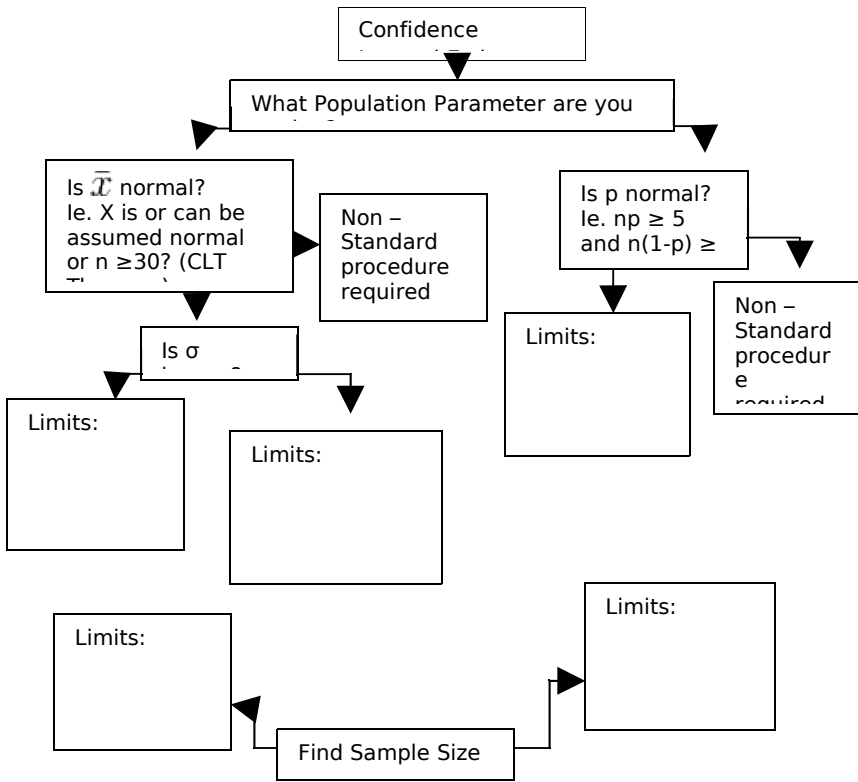 Confidence
What Population Parameter are you
Is x̄ normal?
Ie. X is or can be
assumed normal
or n ≥30? (CLT
Non –
Standard
procedure
required
Is p normal?
Ie. np ≥ 5
and n(1-p) ≥
Non –
Standard
procedur
e
required
Is σ
Limits:
Limits:
Limits:
Limits:
Limits:
Find Sample Size